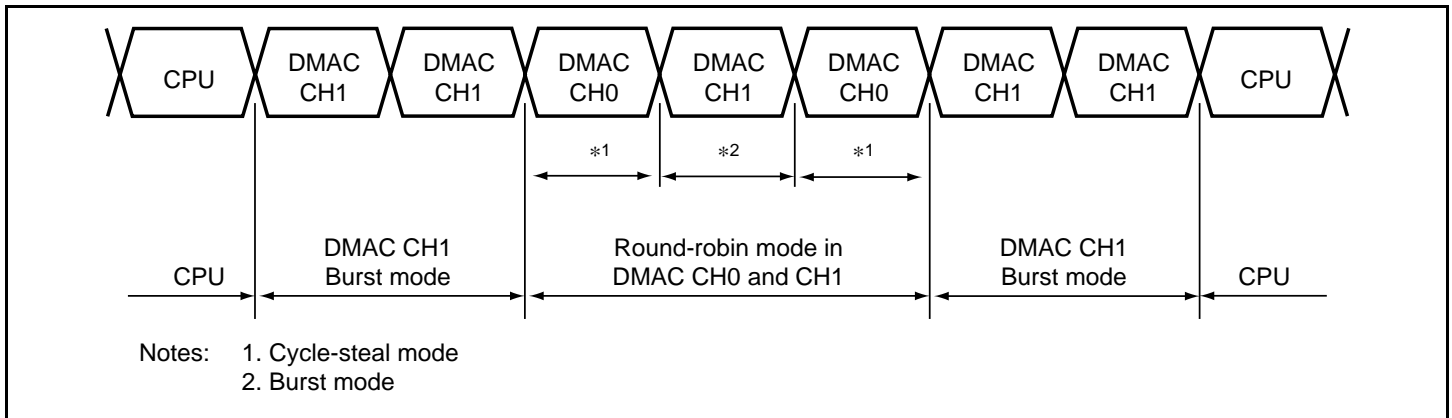 CPU DMAC CH1 DMAC CH1 DMAC CH0 DMAC CH1 DMAC CH0 DMAC CH1 DMAC CH1 CPU
*1 *2 *1
CPU
DMAC CH1
Burst mode
Round-robin mode in
DMAC CH0 and CH1
DMAC CH1
Burst mode
CPU
Notes: 1. Cycle-steal mode
2. Burst mode